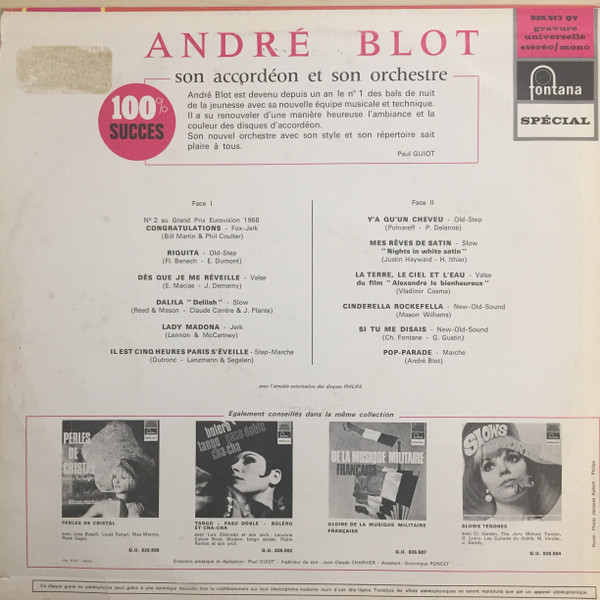 826.513 QY
gravure
universelle
stéréo/mono
fontana
SPÉCIAL
ANDRÉ BLOT
son accordéon et son orchestre
100%
SUCCES
André Blot est devenu depuis un an le n° 1 des bals de nuit
de la jeunesse avec sa nouvelle équipe musicale et technique.
Il a su renouveler d'une manière heureuse l'ambiance et la
couleur des disques d'accordéon.
Son nouvel orchestre avec son style et son répertoire sait
plaire à tous.
Paul GUIOT
Face I
N° 2 au Grand Prix Eurovision 1968
CONGRATULATIONS - Fox-Jerk
(Bill Martin & Phil Coulter)
RIQUITA - Old-Step
(Fl. Benech - E. Dumont)
DÈS QUE JE ME RÉVEILLE - Valse
(E. Macias - J. Demarny)
DALILA "Delilah" - Slow
(Reed & Mason - Claude Carrère & J. Plante)
LADY MADONA - Jerk
(Lennon & McCartney)
IL EST CINQ HEURES PARIS S'ÉVEILLE - Step-Marche
(Dutronc - Lanzmann & Segalen)
Face II
Y'A QU'UN CHEVEU - Old-Step
(Polnareff - P. Delanoë)
MES RÊVES DE SATIN - Slow
"Nights in white satin"
(Justin Hayward - H. Ithier)
LA TERRE, LE CIEL ET L'EAU - Valse
du film "Alexandre le bienheureux"
(Vladimir Cosma)
CINDERELLA ROCKEFELLA - New-Old-Sound
(Mason Williams)
SI TU ME DISAIS - New-Old-Sound
(Ch. Fontane - G. Gustin)
POP-PARADE - Marche
(André Blot)
avec l'aimable autorisation des disques PHILIPS
Egalement conseillés dans la même collection
PERLES DE CRISTAL
bolero
tango paso doble
cha-cha
DE LA MUSIQUE MILITAIRE
FRANÇAISE
SLOWS
PERLES DE CRISTAL
G.U. 826.500
TANGO - PASO DOBLE - BOLÉRO
ET CHA-CHA
G.U. 826.502
GLOIRE DE LA MUSIQUE MILITAIRE
FRANÇAISE
G.U. 826.507
SLOWS TENDRES
G.U. 826.504
Direction artistique et réalisation : Paul GUIOT - Ingénieur du son : Jean Claude CHARVIER - Assistant : Dominique PONCET